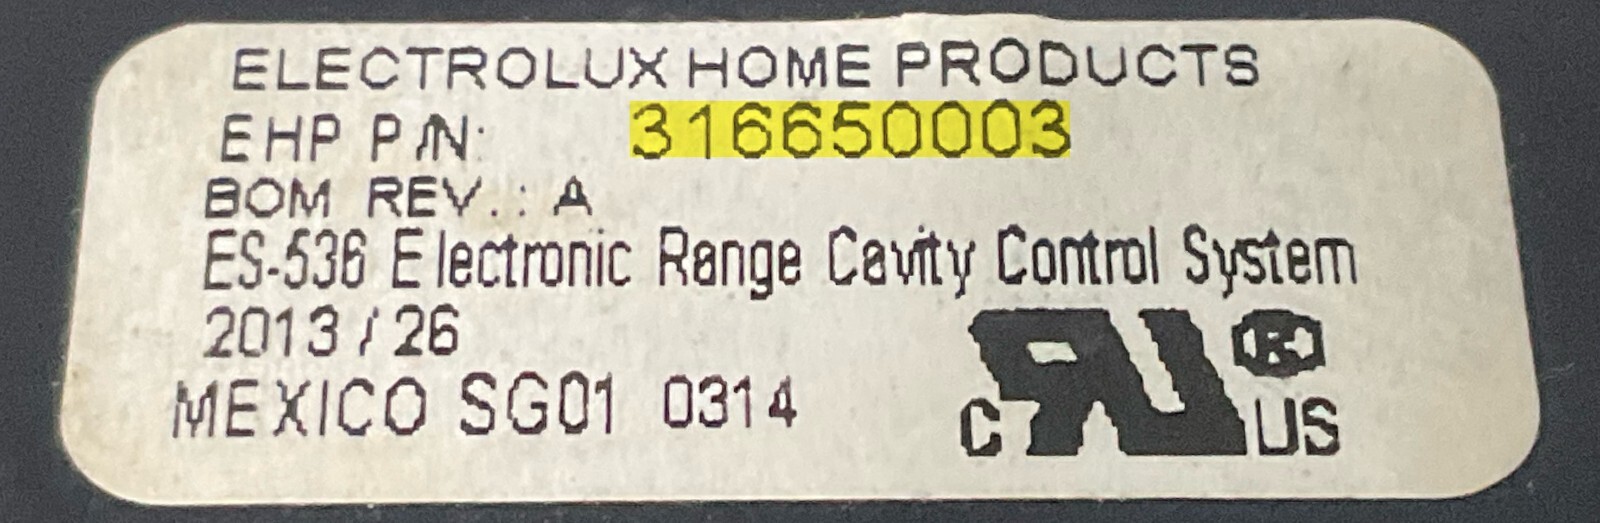 ELECTROLUX HOME PRODUCTS
EHP P/N: 316650003
BOM REV.: A
ES-536 Electronic Range Cavity Control System
2013 / 26
MEXICO SG01 0314
C RU ® US